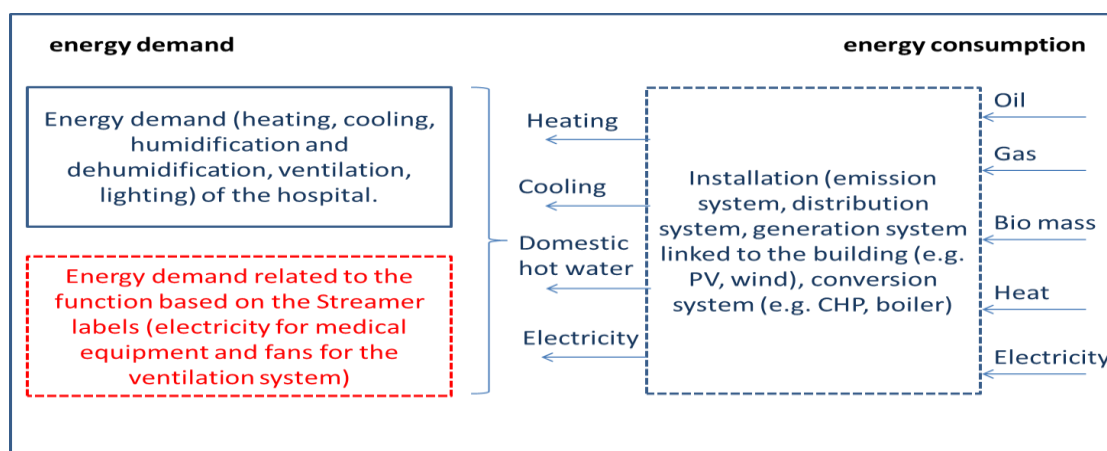 energy demand
energy consumption
Energy demand (heating, cooling,
humidification and
dehumidification, ventilation,
lighting) of the hospital.
Energy demand related to the
function based on the Streamer
labels (electricity for medical
equipment and fans for the
ventilation system)
Heating
Cooling
Domestic
hot water
Electricity
Installation (emission
system, distribution
system, generation system
linked to the building (e.g.
PV, wind), conversion
system (e.g. CHP, boiler)
Oil
Gas
Bio mass
Heat
Electricity